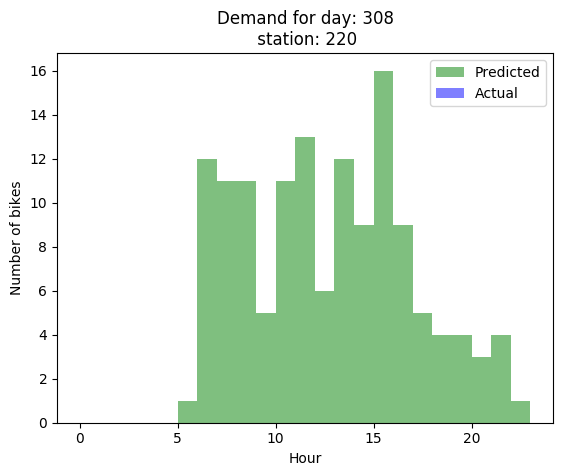 Demand for day: 308
station: 220
Predicted
Actual
Number of bikes
16
14
12
10
8
6
4
2
0
0 5 10 15 20
Hour